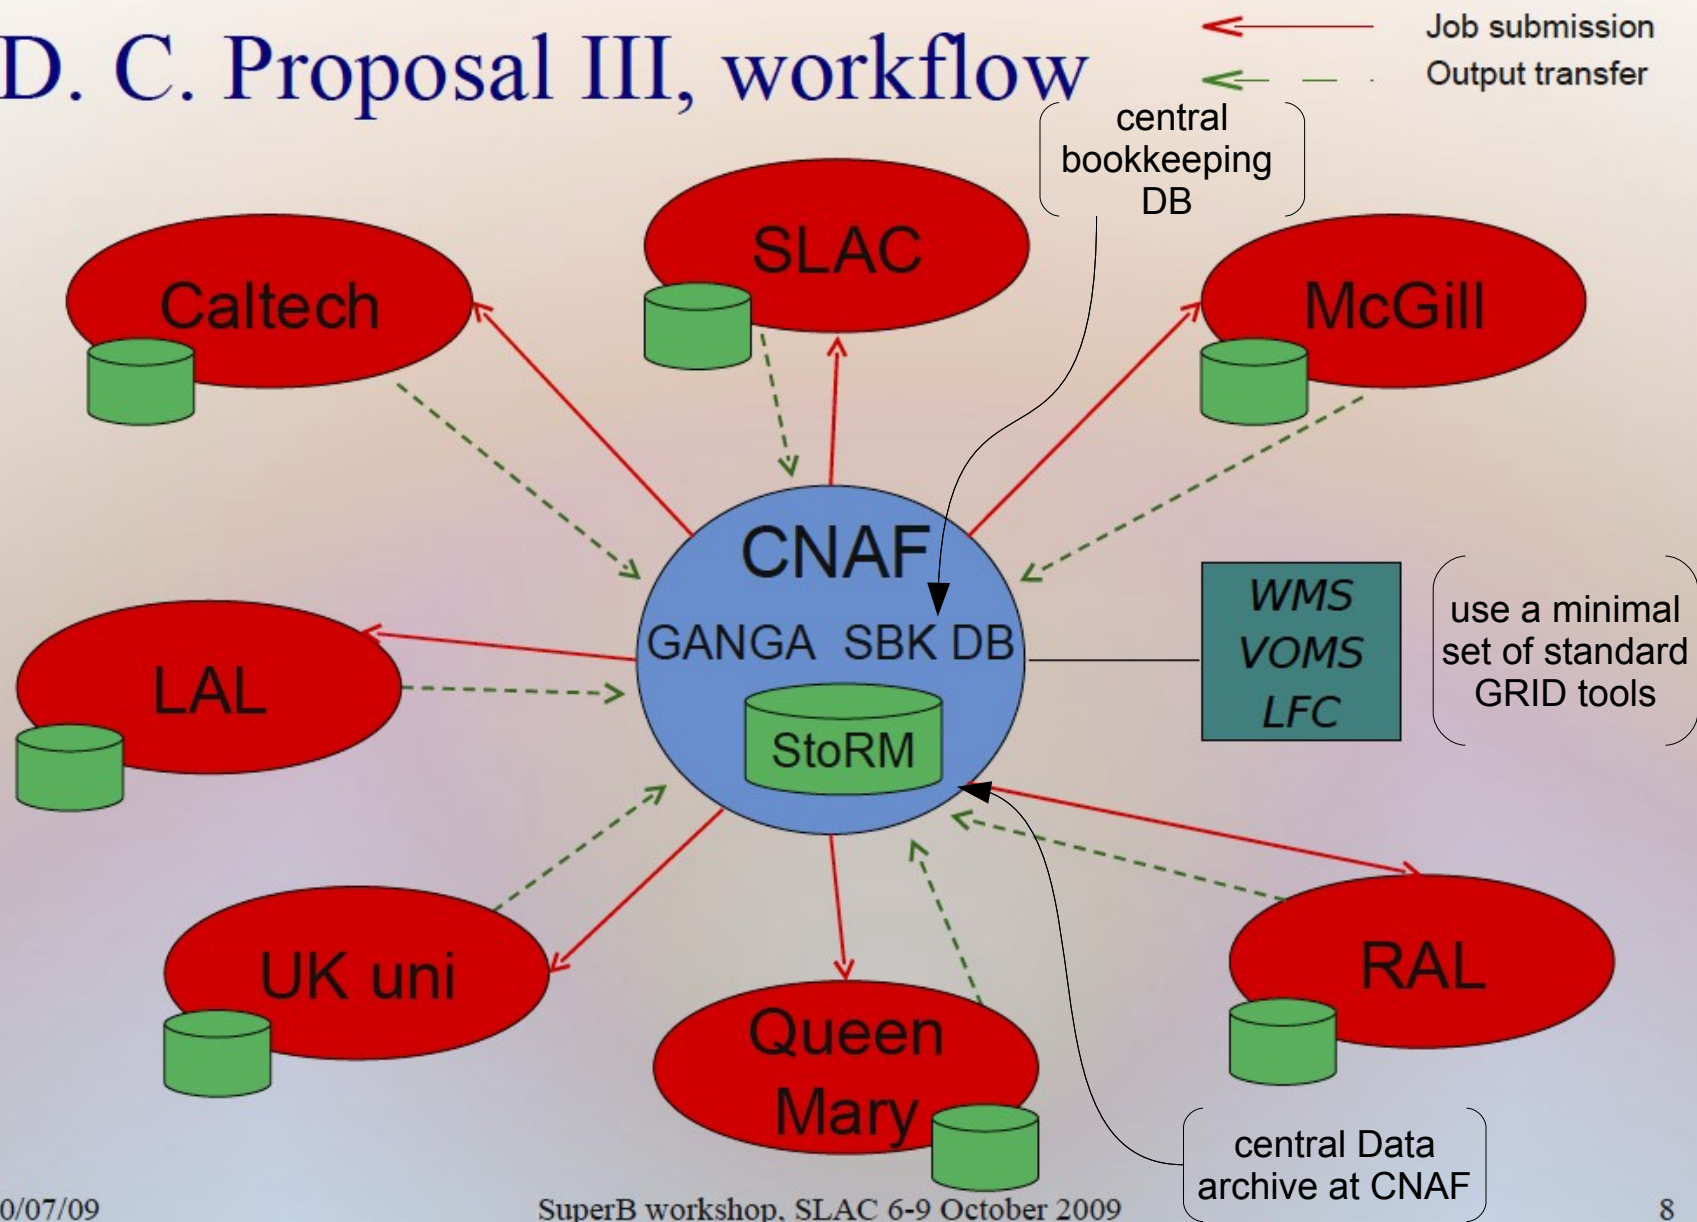 D. C. Proposal III, workflow
Job submission
Output transfer
central
bookkeeping
DB
Caltech
SLAC
McGill
CNAF
GANGA SBK DB
StoRM
WMS
VOMS
LFC
use a minimal
set of standard
GRID tools
LAL
UK uni
Queen
Mary
RAL
central Data
archive at CNAF
0/07/09
SuperB workshop, SLAC 6-9 October 2009
8